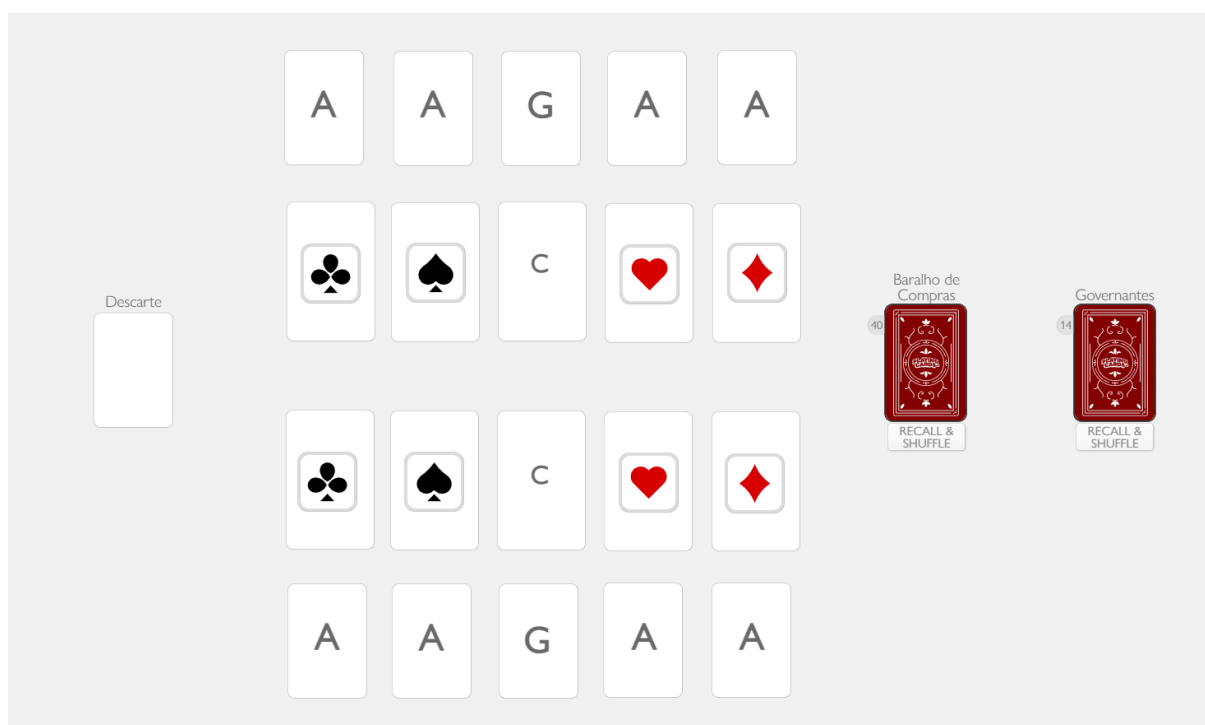 A A G A A
C
Baralho de
Compras
Descarte
Governantes
40
14
RECALL &
SHUFFLE
RECALL &
SHUFFLE
C
A A G A A